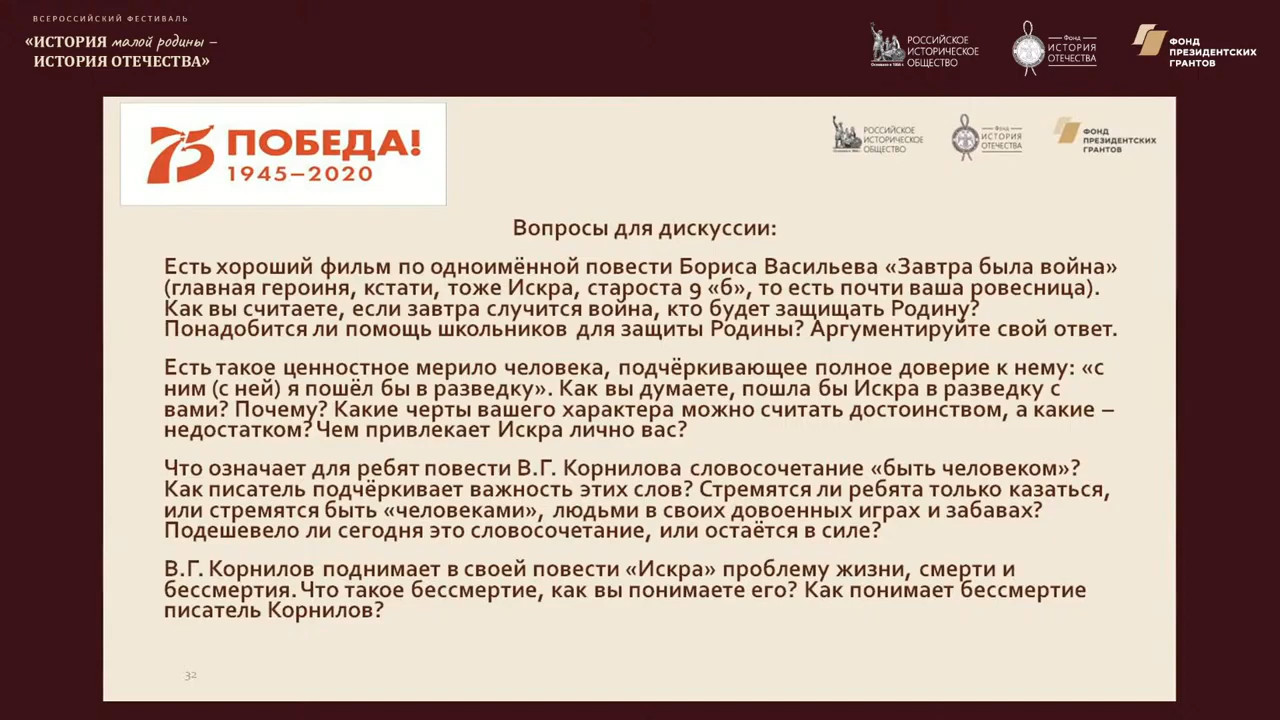 ВСЕРОССИЙСКИЙ ФЕСТИВАЛЬ
«ИСТОРИЯ малой родины –
ИСТОРИЯ ОТЕЧЕСТВА»
РОССИЙСКОЕ
ИСТОРИЧЕСКОЕ
ОБЩЕСТВО
Фонд
ИСТОРИЯ
ОТЕЧЕСТВА
ФОНД
ПРЕЗИДЕНТСКИХ
ГРАНТОВ
75 ПОБЕДА!
1945–2020
РОССИЙСКОЕ
ИСТОРИЧЕСКОЕ
ОБЩЕСТВО
Фонд
ИСТОРИЯ
ОТЕЧЕСТВА
ФОНД
ПРЕЗИДЕНТСКИХ
ГРАНТОВ
Вопросы для дискуссии:
Есть хороший фильм по одноимённой повести Бориса Васильева «Завтра была война»
(главная героиня, кстати, тоже Искра, староста 9 «б», то есть почти ваша ровесница).
Как вы считаете, если завтра случится война, кто будет защищать Родину?
Понадобится ли помощь школьников для защиты Родины? Аргументируйте свой ответ.
Есть такое ценностное мерило человека, подчёркивающее полное доверие к нему: «с
ним (с ней) я пошёл бы в разведку». Как вы думаете, пошла бы Искра в разведку с
вами? Почему? Какие черты вашего характера можно считать достоинством, а какие –
недостатком? Чем привлекает Искра лично вас?
Что означает для ребят повести В.Г. Корнилова словосочетание «быть человеком»?
Как писатель подчёркивает важность этих слов? Стремятся ли ребята только казаться,
или стремятся быть «человеками», людьми в своих довоенных играх и забавах?
Подешевело ли сегодня это словосочетание, или остаётся в силе?
В.Г. Корнилов поднимает в своей повести «Искра» проблему жизни, смерти и
бессмертия. Что такое бессмертие, как вы понимаете его? Как понимает бессмертие
писатель Корнилов?
32